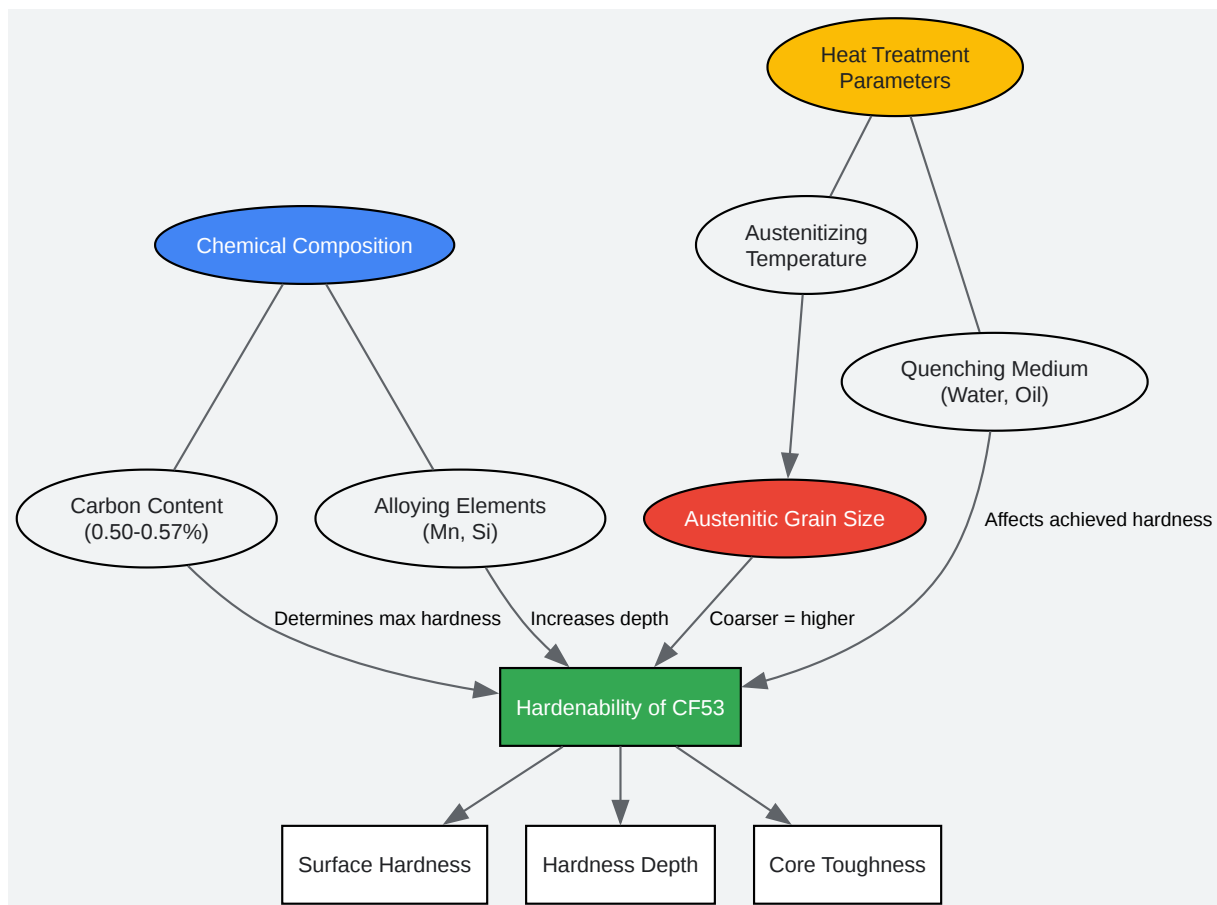 Heat Treatment
Parameters
Chemical Composition
Austenitizing
Temperature
Quenching Medium
(Water, Oil)
Carbon Content
(0.50-0.57%)
Alloying Elements
(Mn, Si)
Austenitic Grain Size
Affects achieved hardness
Determines max hardness
Increases depth
Coarser = higher
Hardenability of CF53
Surface Hardness
Hardness Depth
Core Toughness